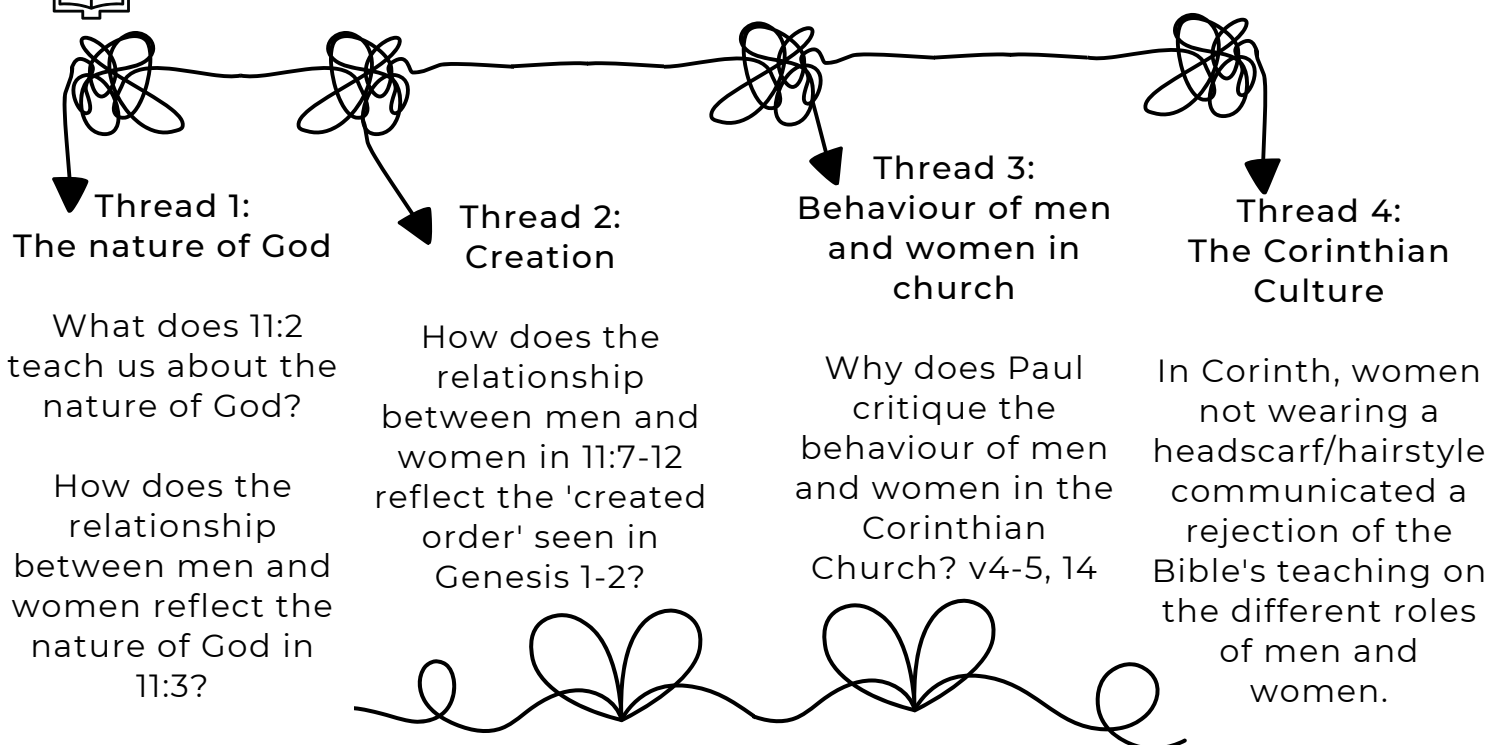 Thread 1:
The nature of God
What does 11:2
teach us about the
nature of God?
How does the
relationship
between men and
women reflect the
nature of God in
11:3?
Thread 2:
Creation
How does the
relationship
between men and
women in 11:7-12
reflect the 'created
order' seen in
Genesis 1-2?
Thread 3:
Behaviour of men
and women in
church
Why does Paul
critique the
behaviour of men
and women in the
Corinthian
Church? v4-5, 14
Thread 4:
The Corinthian
Culture
In Corinth, women
not wearing a
headscarf/hairstyle
communicated a
rejection of the
Bible's teaching on
the different roles
of men and
women.